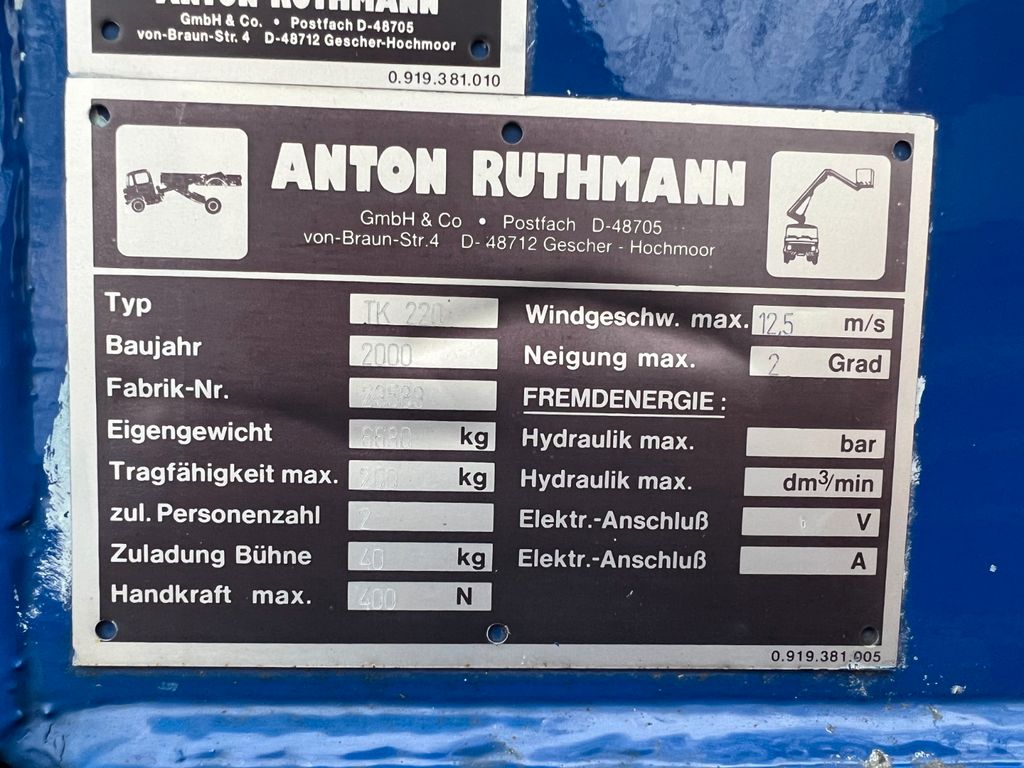 ANTON RUTHMANN
GmbH & Co. • Postfach D-48705
von-Braun-Str. 4 D-48712 Gescher-Hochmoor
0.919.381.010
ANTON RUTHMANN
GmbH & Co • Postfach D-48705
von-Braun-Str.4 D-48712 Gescher - Hochmoor
Typ TK 220
Baujahr 2000
Fabrik-Nr.
Eigengewicht kg
Tragfähigkeit max. 200 kg
zul. Personenzahl 2
Zuladung Bühne 40 kg
Handkraft max. 400 N
Windgeschw. max. 12,5 m/s
Neigung max. 2 Grad
FREMDENERGIE :
Hydraulik max. bar
Hydraulik max. dm³/min
Elektr.-Anschluß V
Elektr.-Anschluß A
0.919.381.005